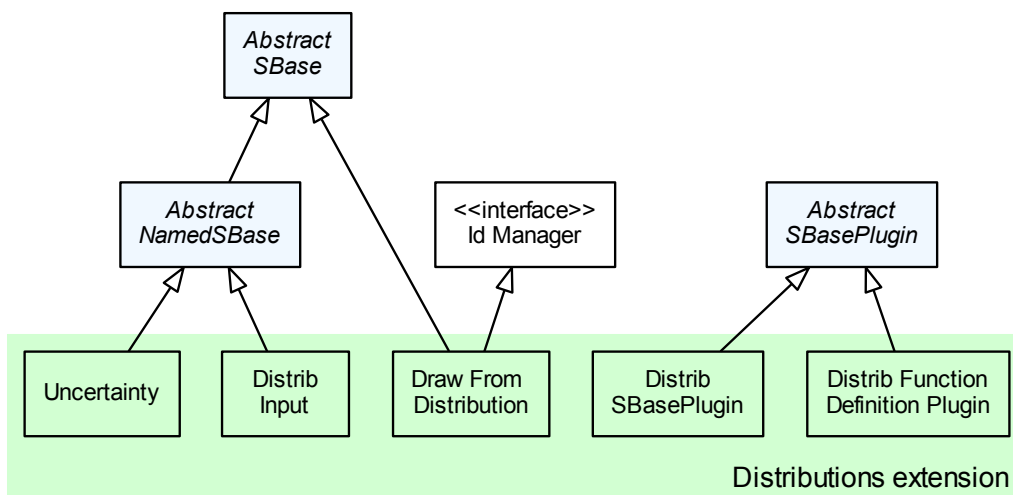 Abstract
SBase
Abstract
NamedSBase
<<interface>>
Id Manager
Abstract
SBasePlugin
Uncertainty
Distrib
Input
Draw From
Distribution
Distrib
SBasePlugin
Distrib Function
Definition Plugin
Distributions extension